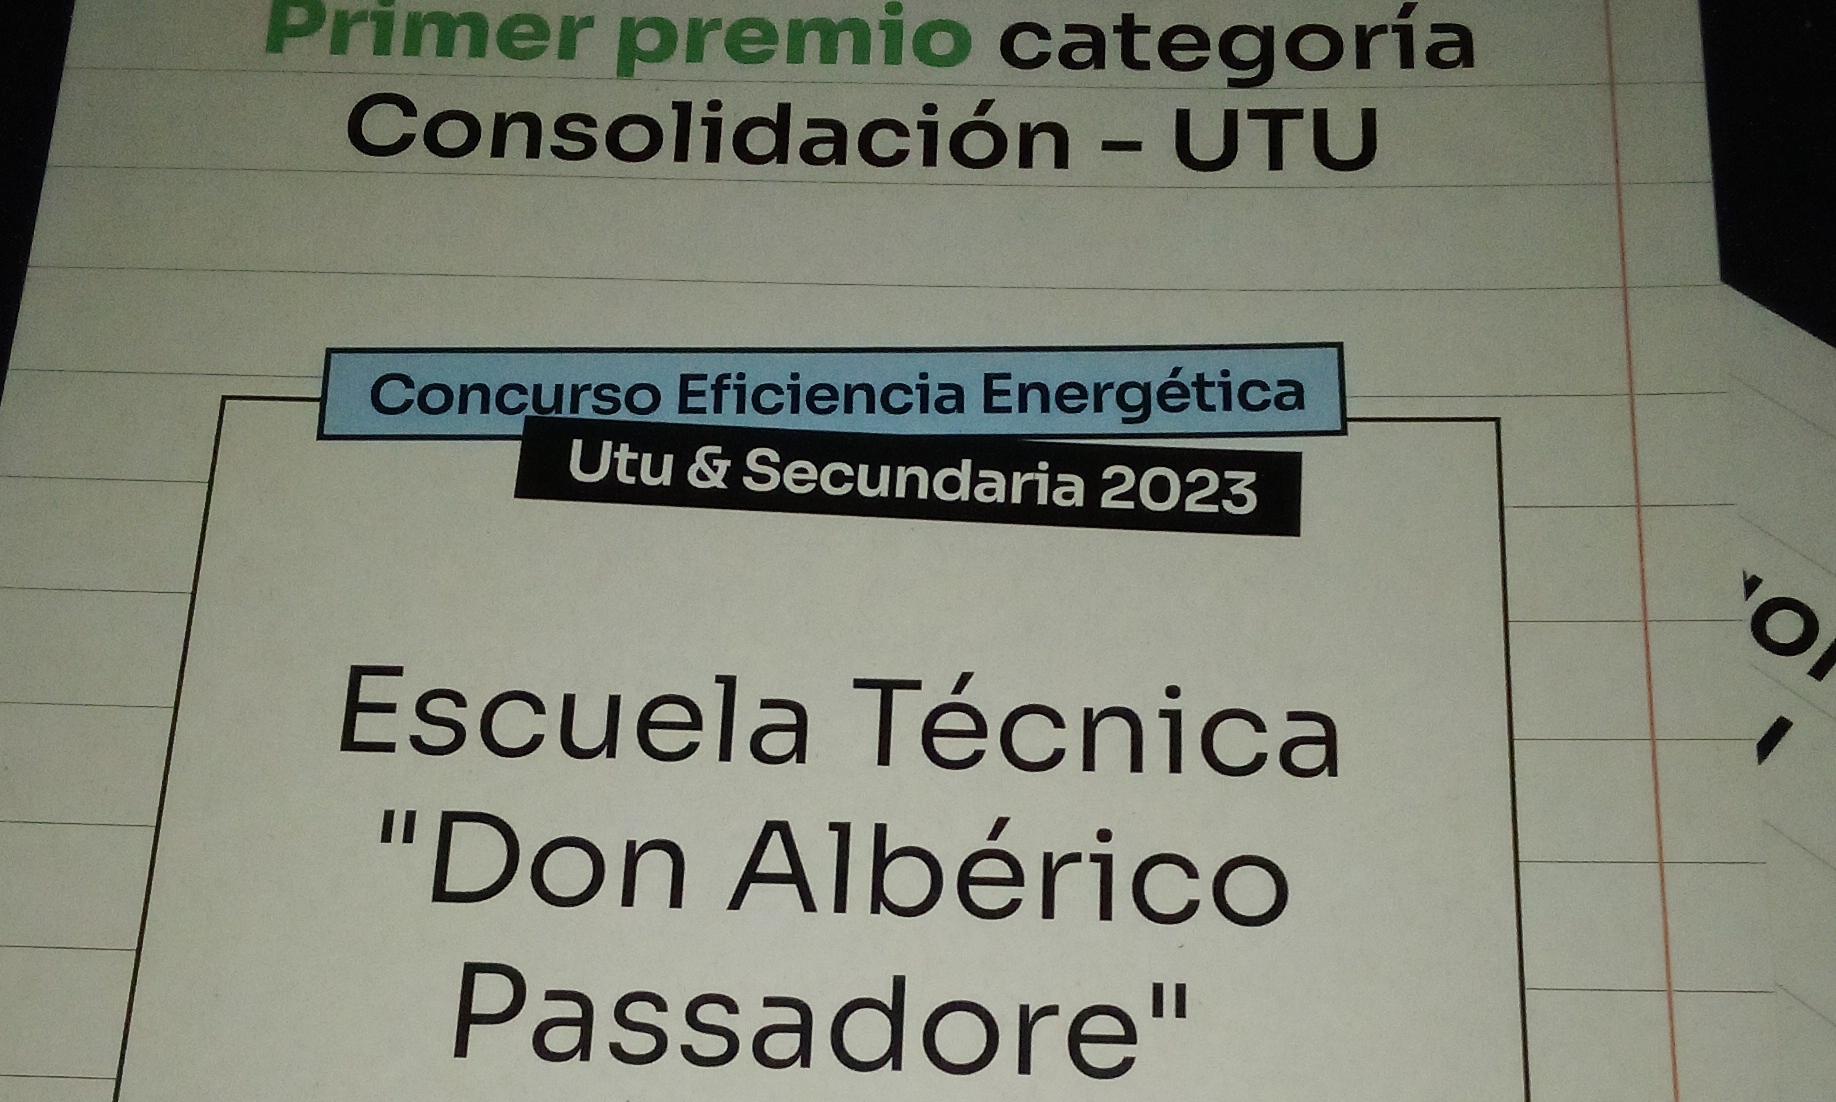 Primer premio categoría
Consolidación – UTU
Concurso Eficiencia Energética
Utu & Secundaria 2023
Escuela Técnica
"Don Albérico
Passadore"